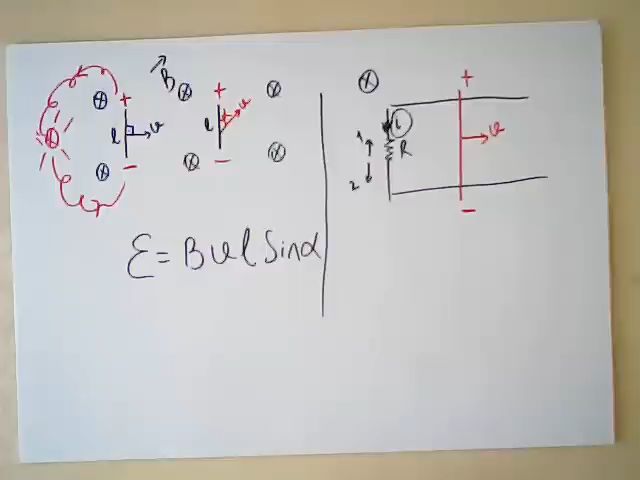 B
+ + +
l v l α v
i
1
R
2
v
- - -
Ɛ = Bvl Sinα